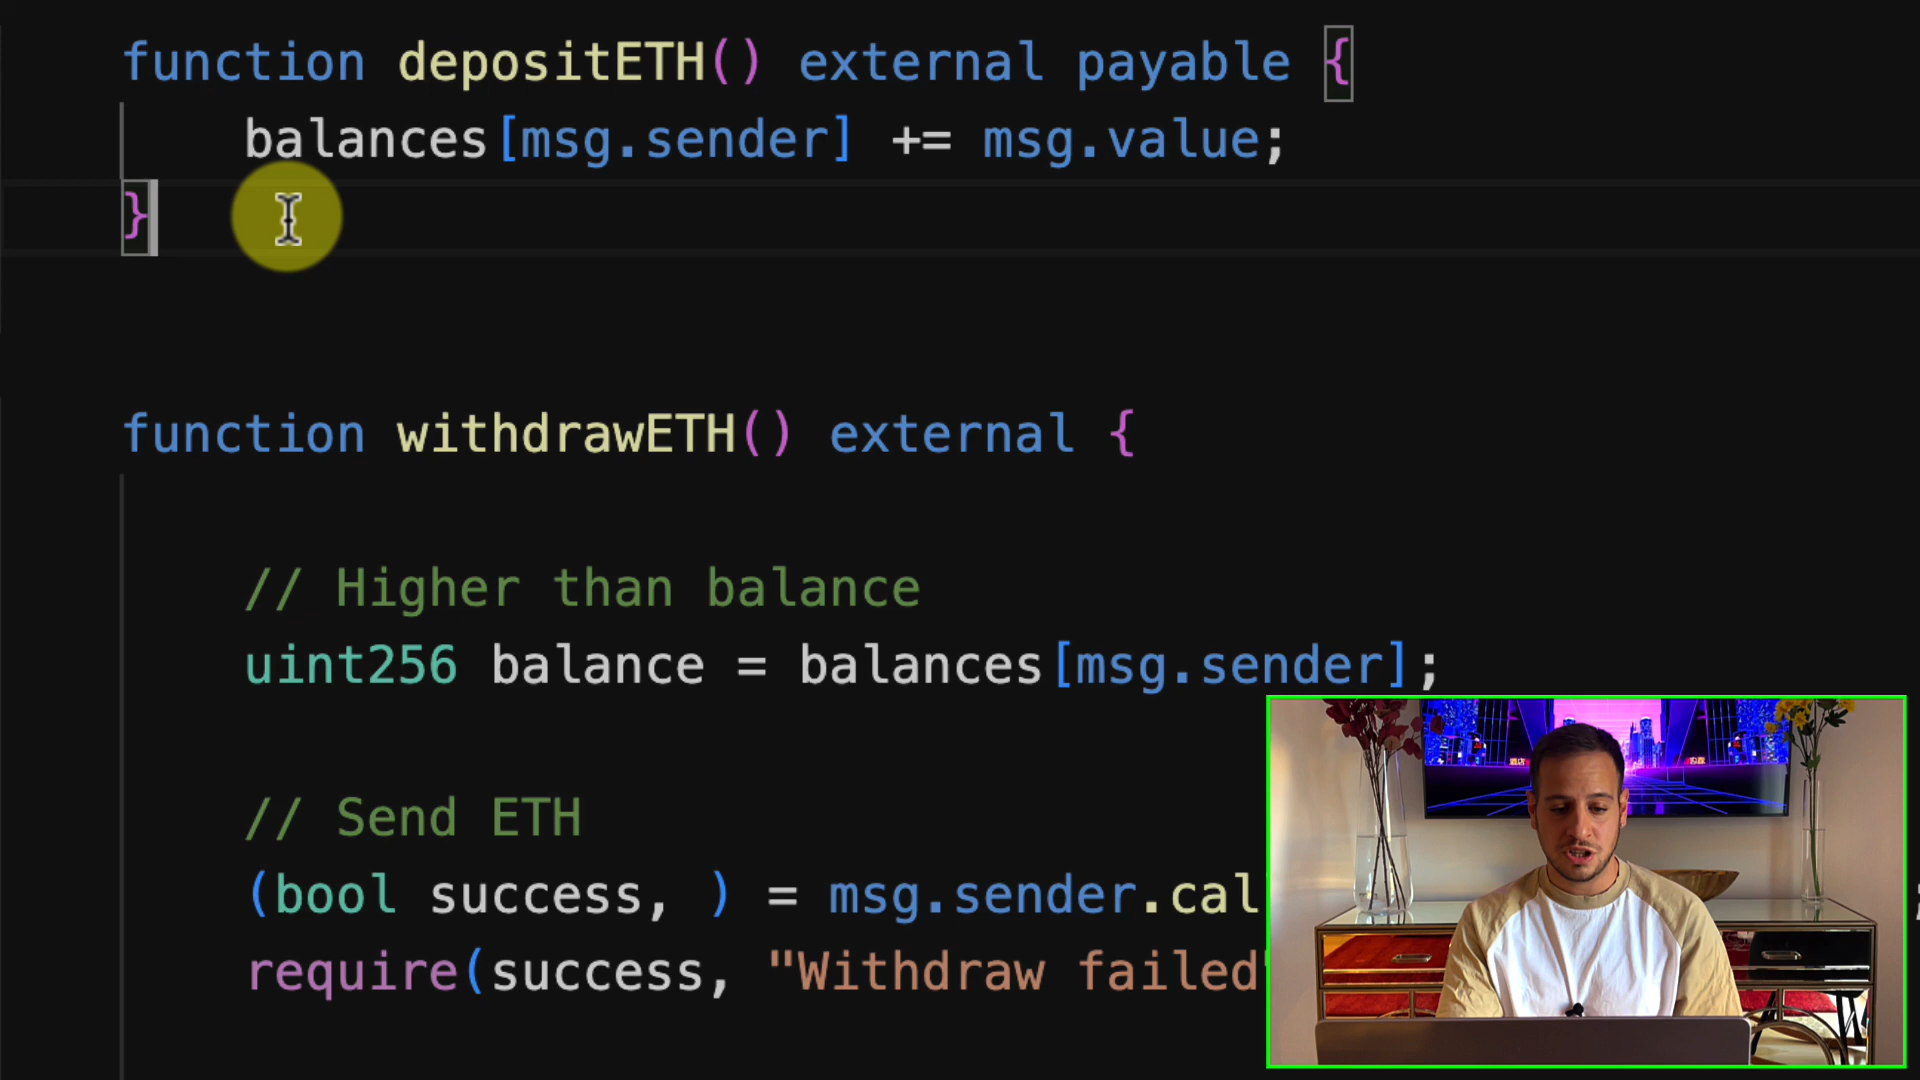 function depositETH() external payable {
balances[msg.sender] += msg.value;
}
function withdrawETH() external {
// Higher than balance
uint256 balance = balances[msg.sender];
// Send ETH
(bool success, ) = msg.sender.cal
require(success, "Withdraw failed"